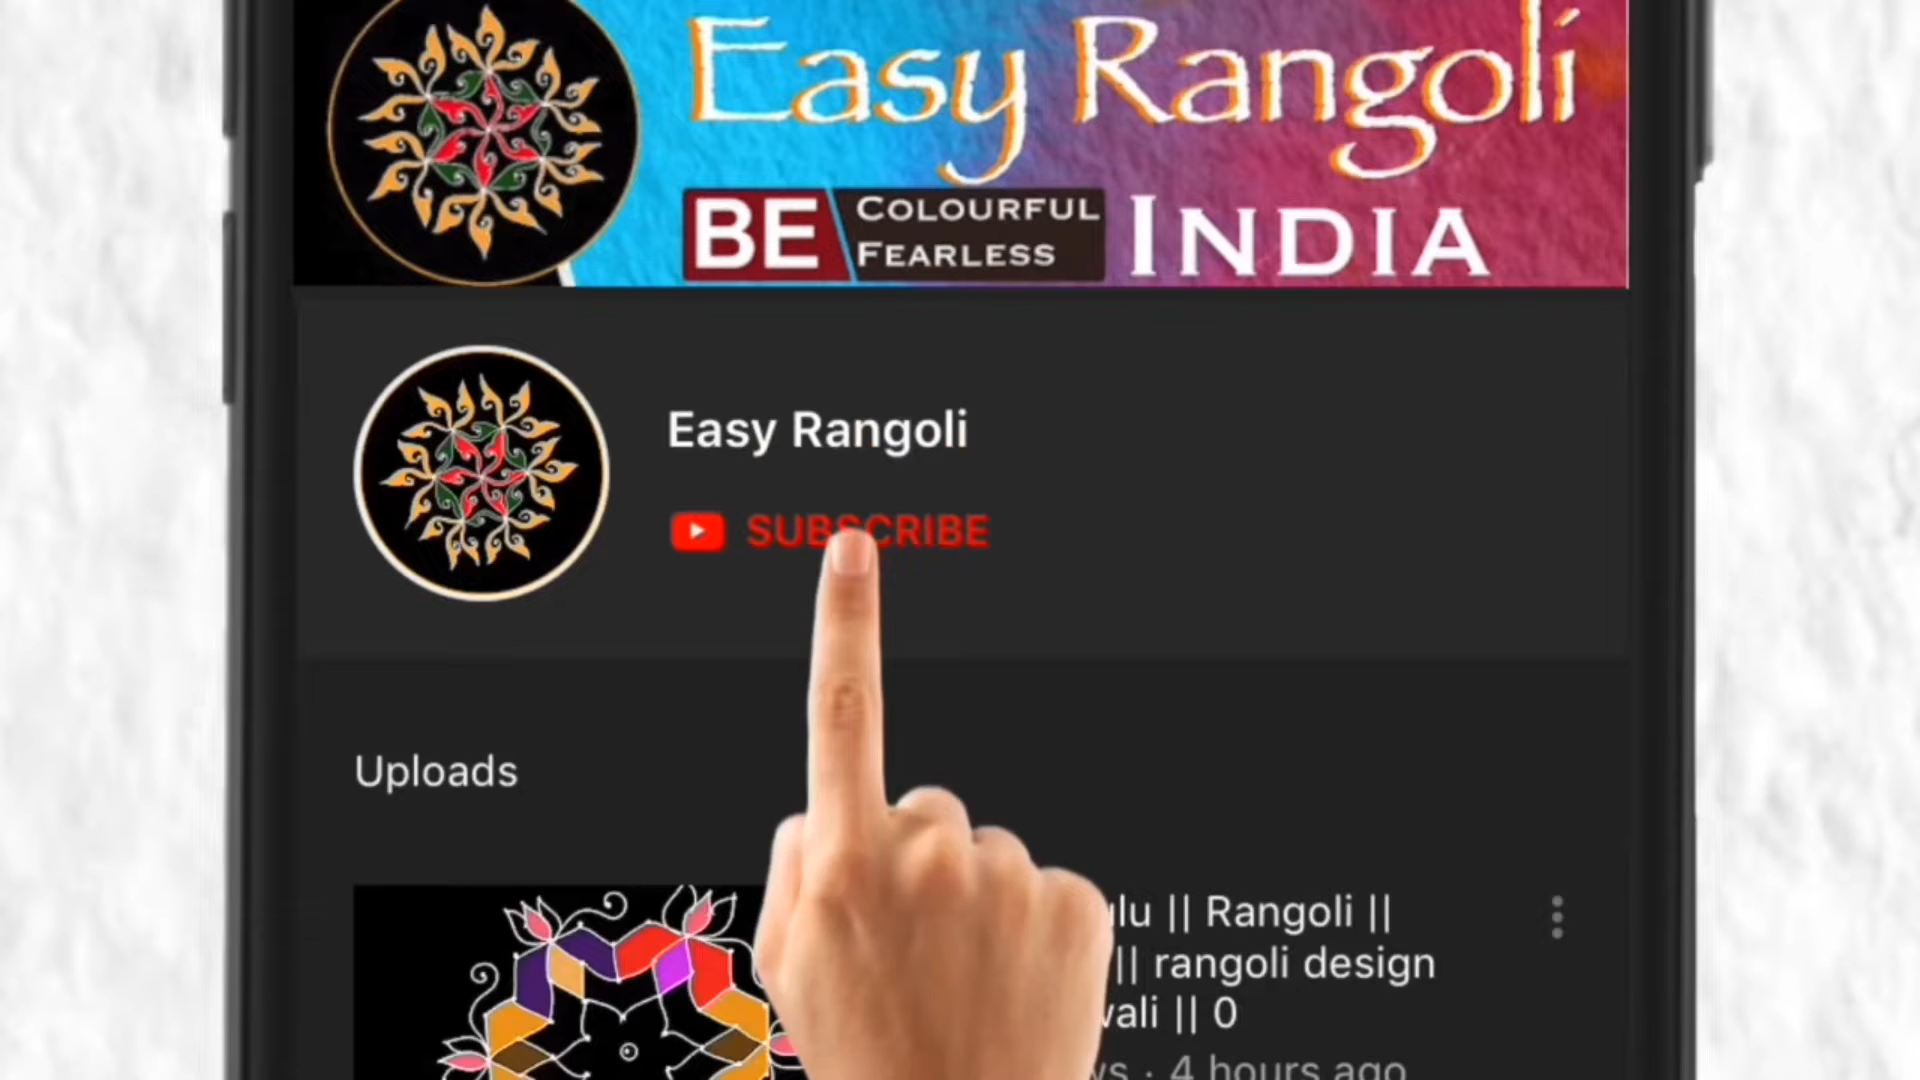 Easy Rangoli
BE COLOURFUL FEARLESS INDIA
Easy Rangoli
SUBSCRIBE
Uploads
|| Rangoli ||
|| rangoli design
|| 0
4 hours ago